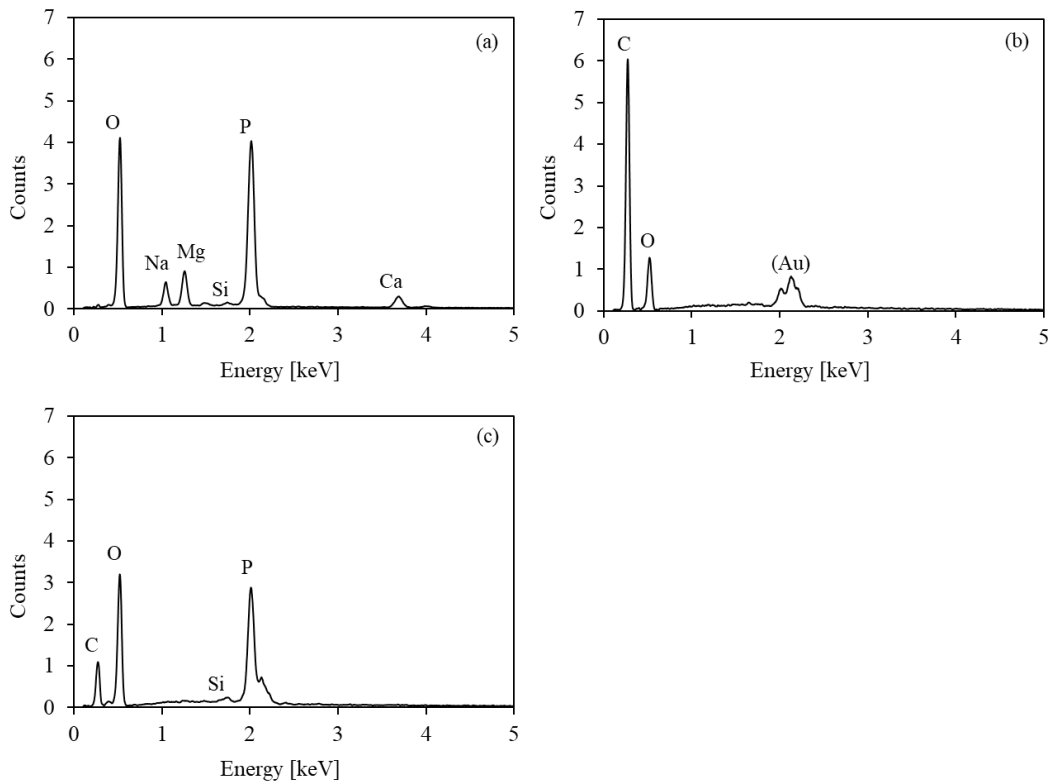 7
6
5
4
3
2
1
0
Counts
(a)
O
Na
Mg
Si
P
Ca
0 1 2 3 4 5
Energy [keV]
7
6
5
4
3
2
1
0
Counts
(b)
C
O
(Au)
0 1 2 3 4 5
Energy [keV]
7
6
5
4
3
2
1
0
Counts
(c)
C
O
Si
P
0 1 2 3 4 5
Energy [keV]